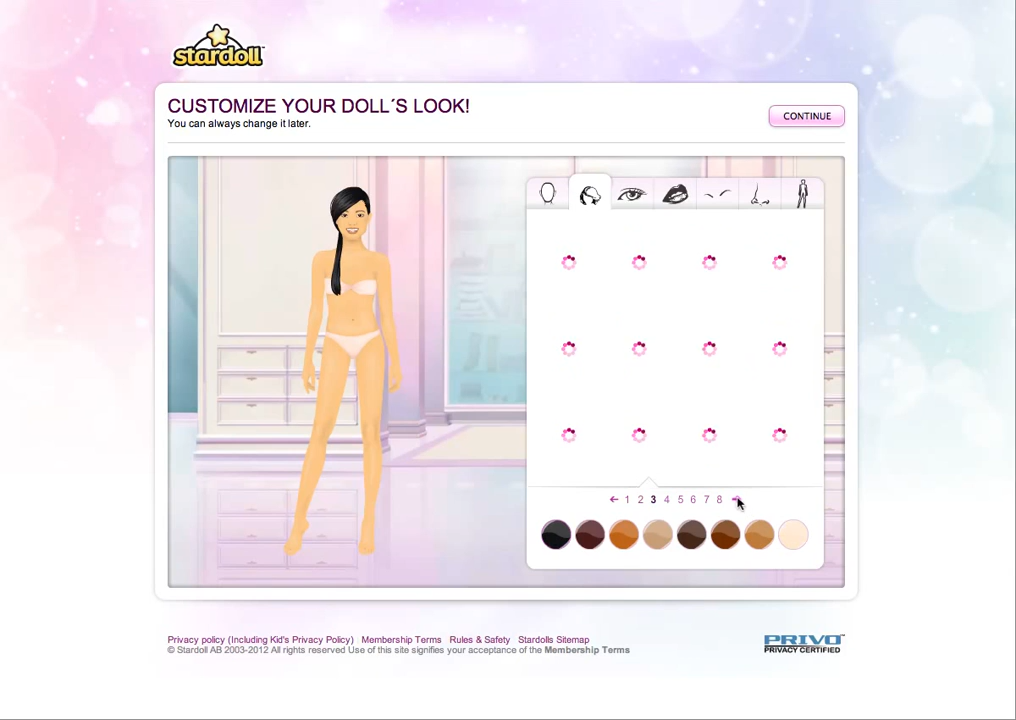 stardoll
CUSTOMIZE YOUR DOLL´S LOOK!
You can always change it later.
CONTINUE
1 2 3 4 5 6 7 8
Privacy policy (Including Kid's Privacy Policy) Membership Terms Rules & Safety Stardolls Sitemap
© Stardoll AB 2003-2012 All rights reserved Use of this site signifies your acceptance of the Membership Terms
PRIVO
PRIVACY CERTIFIED